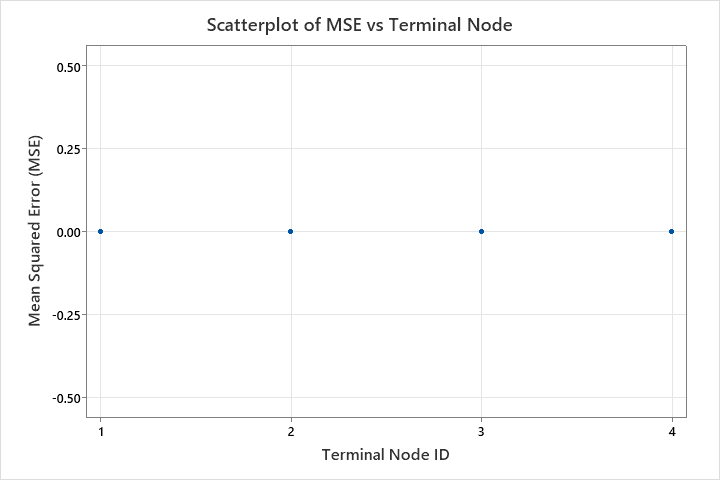 Scatterplot of MSE vs Terminal Node
Mean Squared Error (MSE)
0.50
0.25
0.00
-0.25
-0.50
1 2 3 4
Terminal Node ID